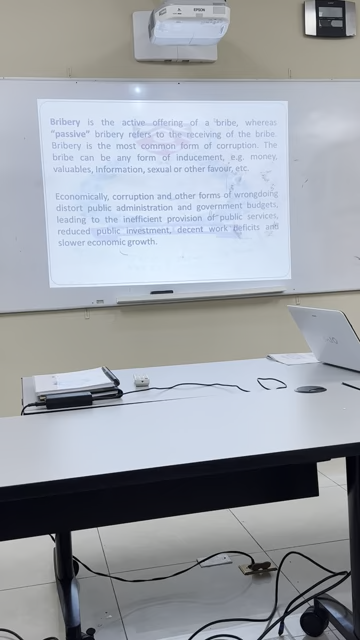 EPSON
Bribery is the active offering of a bribe, whereas
"passive" bribery refers to the receiving of the bribe.
Bribery is the most common form of corruption. The
bribe can be any form of inducement, e.g. money,
valuables, Information, sexual or other favour, etc.
Economically, corruption and other forms of wrongdoing
distort public administration and government budgets,
leading to the inefficient provision of public services,
reduced public investment, decent work deficits and
slower economic growth.